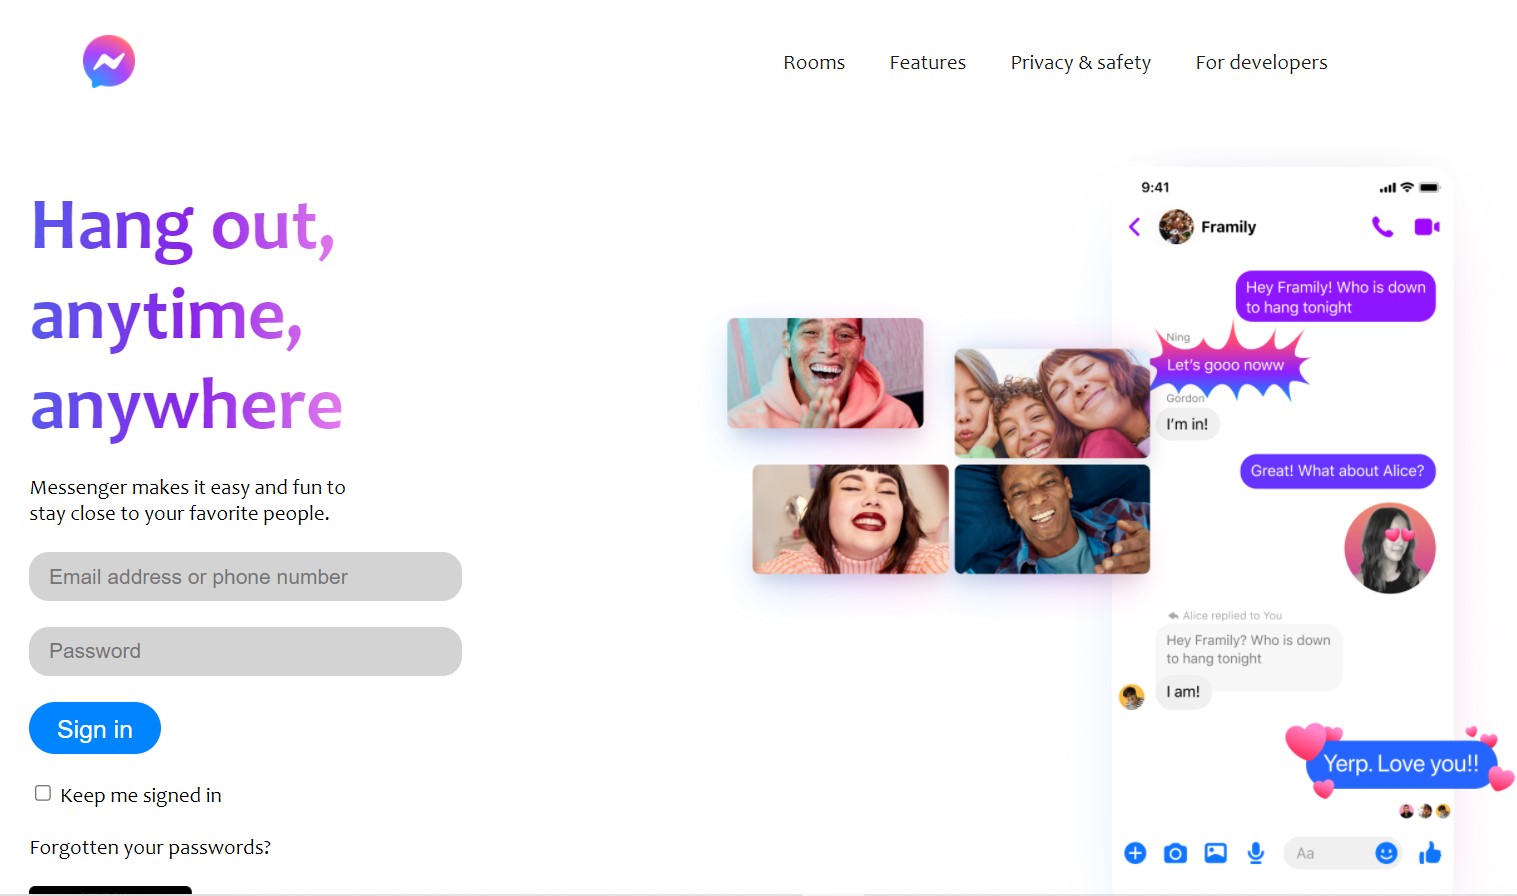 Rooms
Features
Privacy & safety
For developers
Hang out,
anytime,
anywhere
Messenger makes it easy and fun to
stay close to your favorite people.
Email address or phone number
Password
Sign in
Keep me signed in
Forgotten your passwords?
9:41
Framily
Hey Framily! Who is down
to hang tonight
Ning
Let's gooo noww
Gordon
I'm in!
Great! What about Alice?
Alice replied to You
Hey Framily? Who is down
to hang tonight
I am!
Yerp. Love you!!
Aa